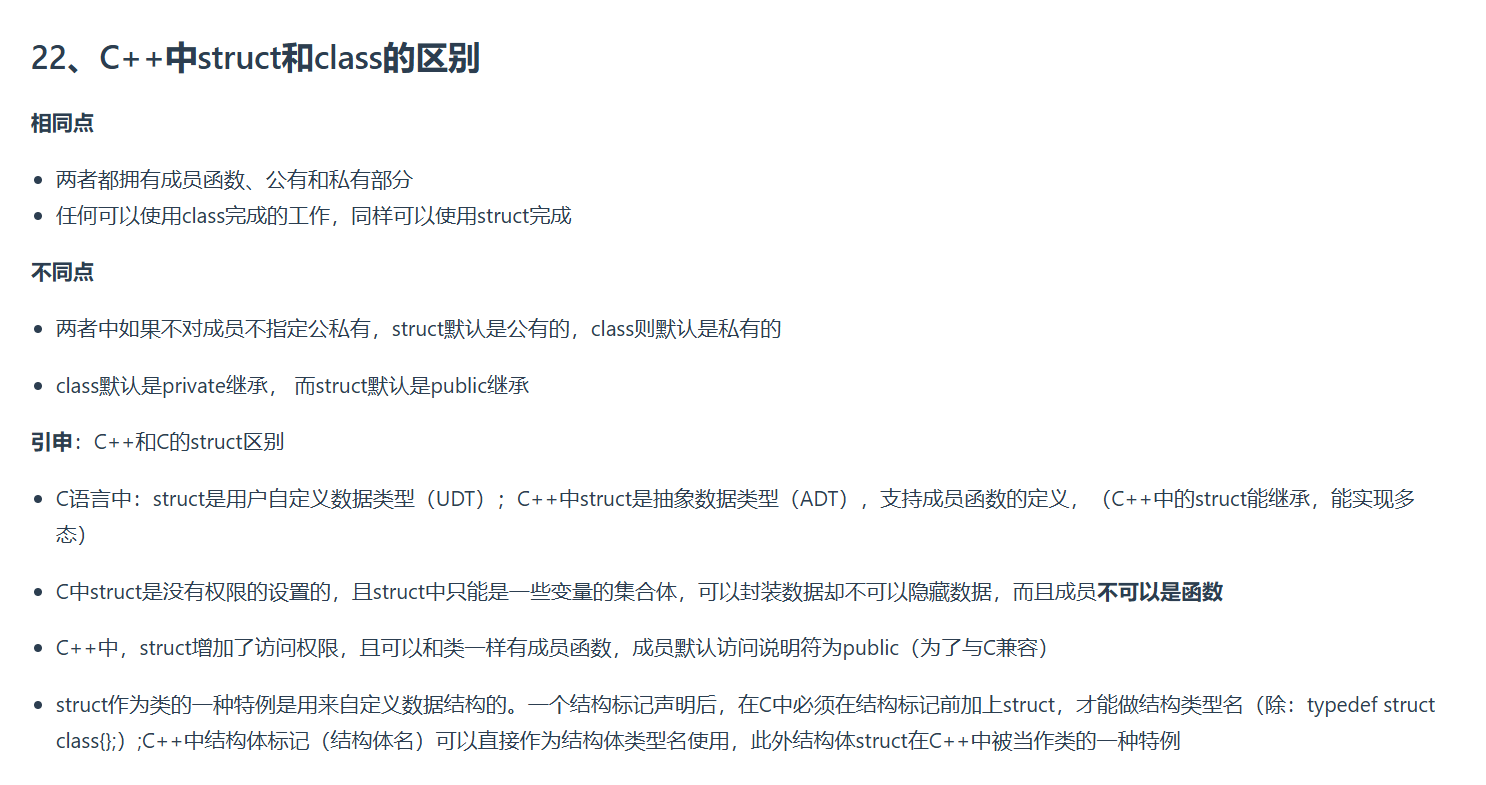 22、C++中struct和class的区别
相同点
两者都拥有成员函数、公有和私有部分
任何可以使用class完成的工作，同样可以使用struct完成
不同点
两者中如果不对成员不指定公私有，struct默认是公有的，class则默认是私有的
class默认是private继承， 而struct默认是public继承
引申：C++和C的struct区别
C语言中：struct是用户自定义数据类型（UDT）；C++中struct是抽象数据类型（ADT），支持成员函数的定义，（C++中的struct能继承，能实现多
态）
C中struct是没有权限的设置的，且struct中只能是一些变量的集合体，可以封装数据却不可以隐藏数据，而且成员不可以是函数
C++中，struct增加了访问权限，且可以和类一样有成员函数，成员默认访问说明符为public（为了与C兼容）
struct作为类的一种特例是用来自定义数据结构的。一个结构标记声明后，在C中必须在结构标记前加上struct，才能做结构类型名（除：typedef struct
class{};）;C++中结构体标记（结构体名）可以直接作为结构体类型名使用，此外结构体struct在C++中被当作类的一种特例